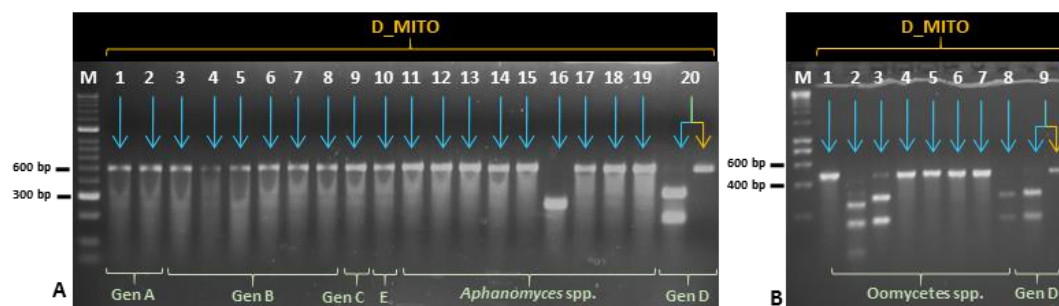 D_MITO
M 1 2 3 4 5 6 7 8 9 10 11 12 13 14 15 16 17 18 19 20
600 bp
300 bp
A Gen A Gen B Gen C E Aphanomyces spp. Gen D
D_MITO
M 1 2 3 4 5 6 7 8 9
600 bp
400 bp
B Oomycetes spp. Gen D